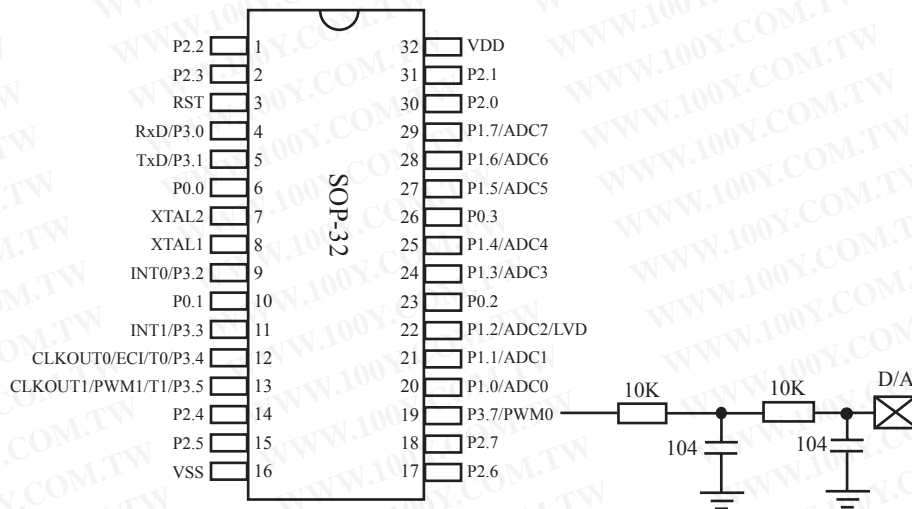 P2.2 1
P2.3 2
RST 3
RxD/P3.0 4
TxD/P3.1 5
P0.0 6
XTAL2 7
XTAL1 8
INT0/P3.2 9
P0.1 10
INT1/P3.3 11
CLKOUT0/ECI/T0/P3.4 12
CLKOUT1/PWM1/T1/P3.5 13
P2.4 14
P2.5 15
VSS 16
SOP-32
32 VDD
31 P2.1
30 P2.0
29 P1.7/ADC7
28 P1.6/ADC6
27 P1.5/ADC5
26 P0.3
25 P1.4/ADC4
24 P1.3/ADC3
23 P0.2
22 P1.2/ADC2/LVD
21 P1.1/ADC1
20 P1.0/ADC0
19 P3.7/PWM0
18 P2.7
17 P2.6
10K
10K
D/A
104
104
WWW.100Y.COM.TW